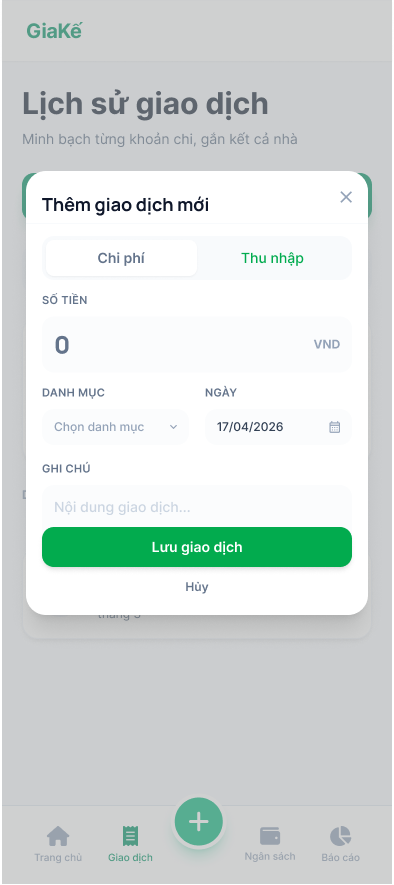 GiaKế
Lịch sử giao dịch
Minh bạch từng khoản chi, gắn kết cả nhà
Thêm giao dịch mới
Chi phí Thu nhập
SỐ TIỀN
0 VND
DANH MỤC NGÀY
Chọn danh mục 17/04/2026
GHI CHÚ
Nội dung giao dịch...
Lưu giao dịch
Hủy
Trang chủ Giao dịch Ngân sách Báo cáo